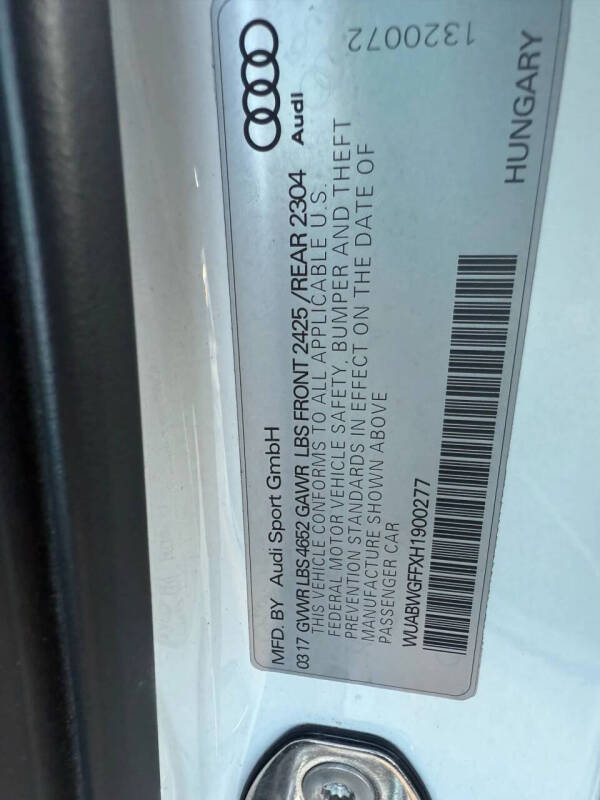 MFD. BY Audi Sport GmbH
Audi
0317 GVWR LBS 4652 GAWR LBS FRONT 2425 /REAR 2304
THIS VEHICLE CONFORMS TO ALL APPLICABLE U.S.
FEDERAL MOTOR VEHICLE SAFETY, BUMPER AND THEFT
PREVENTION STANDARDS IN EFFECT ON THE DATE OF
MANUFACTURE SHOWN ABOVE
PASSENGER CAR
WUABWGFFXH1900277
HUNGARY
1320072